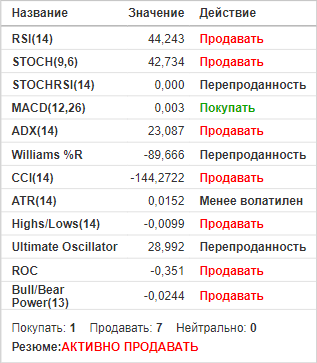 Название Значение Действие
RSI(14) 44,243 Продавать
STOCH(9,6) 42,734 Продавать
STOCHRSI(14) 0,000 Перепроданность
MACD(12,26) 0,003 Покупать
ADX(14) 23,087 Продавать
Williams %R -89,666 Перепроданность
CCI(14) -144,2722 Продавать
ATR(14) 0,0152 Менее волатилен
Highs/Lows(14) -0,0099 Продавать
Ultimate Oscillator 28,992 Перепроданность
ROC -0,351 Продавать
Bull/Bear
Power(13) -0,0244 Продавать
Покупать: 1 Продавать: 7 Нейтрально: 0
Резюме:АКТИВНО ПРОДАВАТЬ